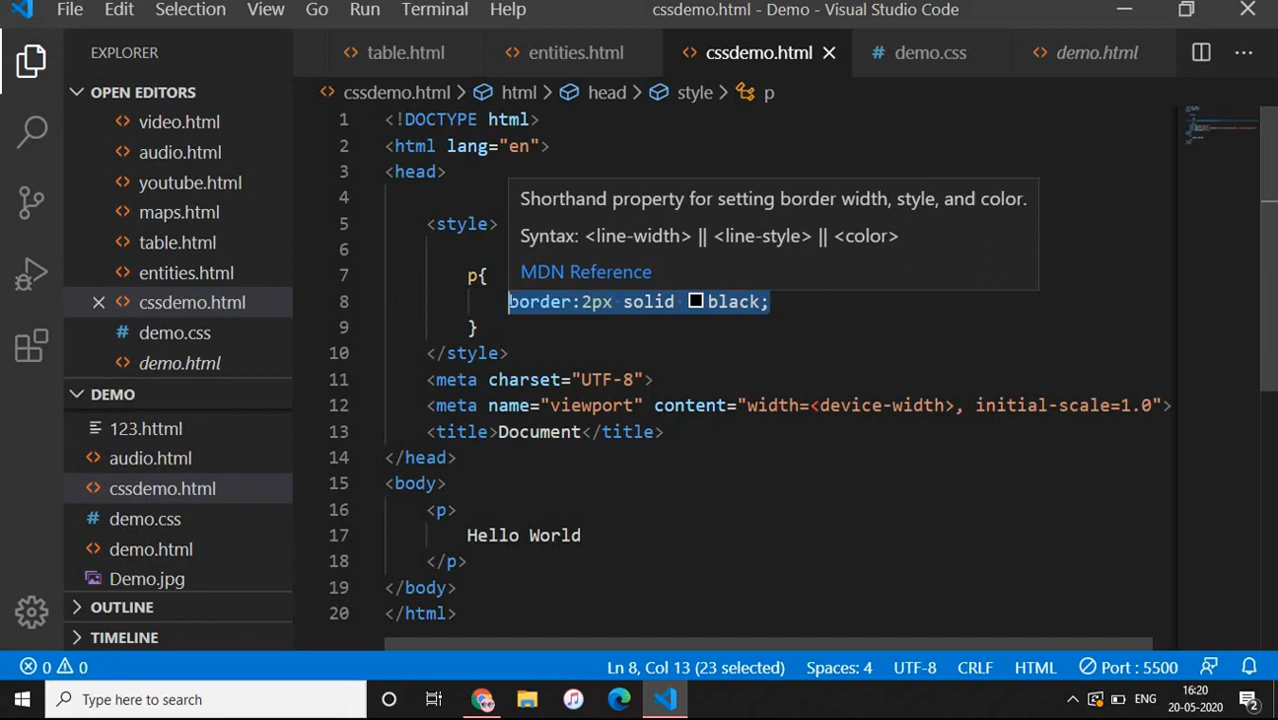 File Edit Selection View Go Run Terminal Help cssdemo.html - Demo - Visual Studio Code
EXPLORER
table.html entities.html cssdemo.html demo.css demo.html
cssdemo.html > html > head > style > p
OPEN EDITORS
video.html
audio.html
youtube.html
maps.html
table.html
entities.html
cssdemo.html
demo.css
demo.html
DEMO
123.httml
audio.html
cssdemo.html
demo.css
demo.html
Demo.jpg
OUTLINE
TIMELINE
1 <!DOCTYPE html>
2 <html lang="en">
3 <head>
4
5 <style>
6
7 p{
8 border:2px solid black;
9 }
10 </style>
11 <meta charset="UTF-8">
12 <meta name="viewport" content="width=<device-width>, initial-scale=1.0">
13 <title>Document</title>
14 </head>
15 <body>
16 <p>
17 Hello World
18 </p>
19 </body>
20 </html>
Shorthand property for setting border width, style, and color.
Syntax: <line-width> || <line-style> || <color>
MDN Reference
0 0 Ln 8, Col 13 (23 selected) Spaces: 4 UTF-8 CRLF HTML Port : 5500
Type here to search ENG 16:20
20-05-2020 2